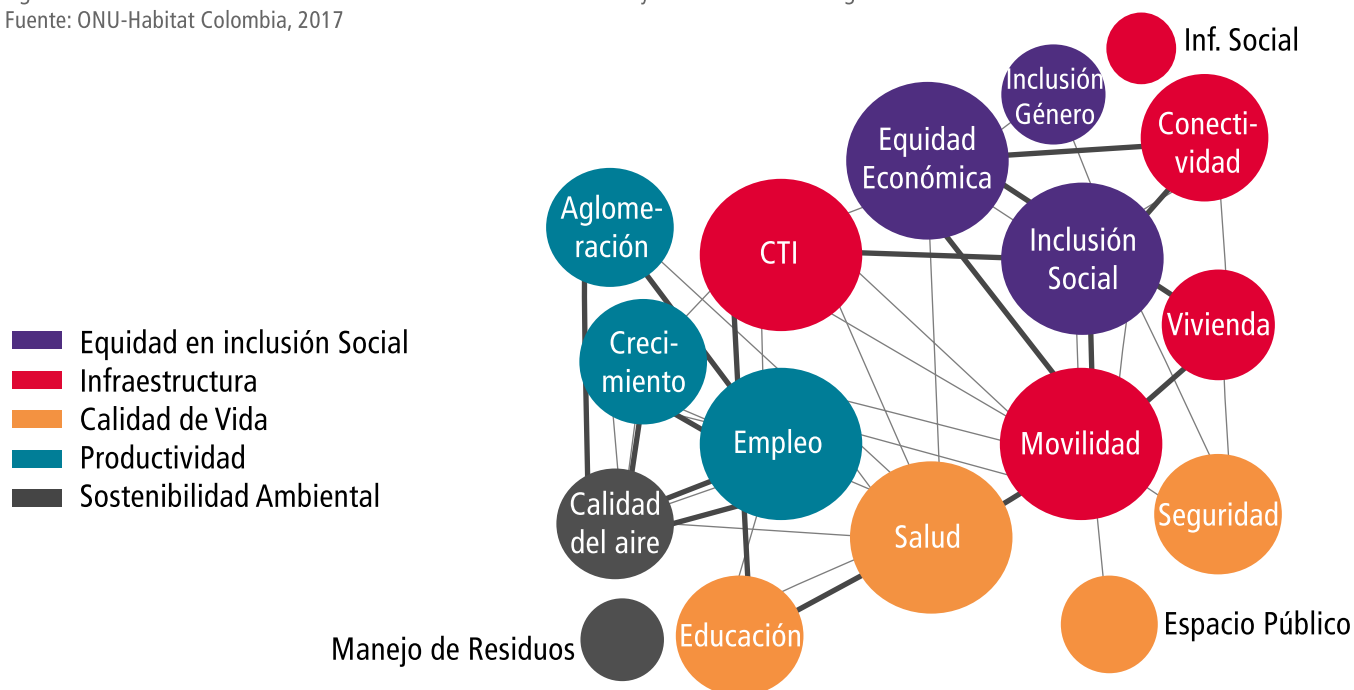 Fuente: ONU-Habitat Colombia, 2017
Inf. Social
Inclusión
Género
Conecti-
vidad
Equidad
Económica
Aglome-
ración
CTI
Inclusión
Social
Vivienda
Creci-
miento
Equidad en inclusión Social
Infraestructura
Calidad de Vida
Productividad
Sostenibilidad Ambiental
Empleo
Movilidad
Calidad
del aire
Salud
Seguridad
Educación
Espacio Público
Manejo de Residuos